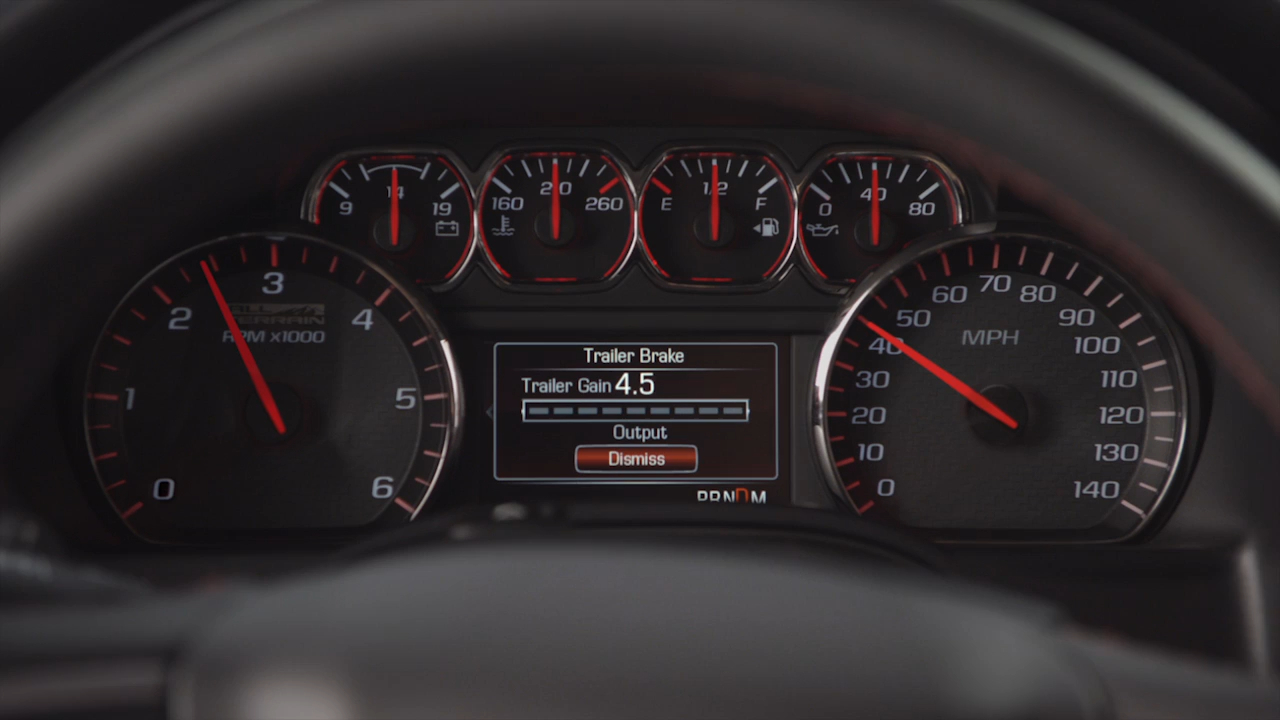 9 14 19
160 210 260
E 1/2 F
0 40 80
0 1 2 3 4 5 6
ALL TERRAIN
RPM x1000
Trailer Brake
Trailer Gain 4.5
Output
Dismiss
PRNDM
0 10 20 30 40 50 60 70 80 90 100 110 120 130 140
MPH